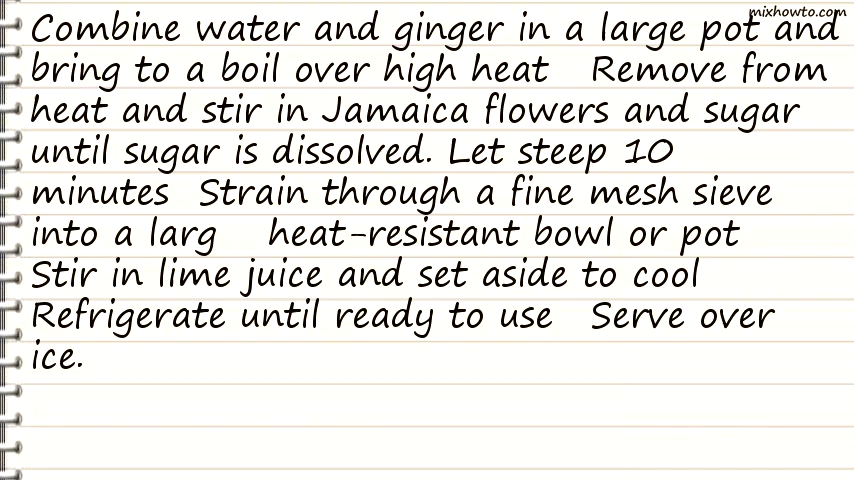 mixhowto.com
Combine water and ginger in a large pot and
bring to a boil over high heat   Remove from
heat and stir in Jamaica flowers and sugar
until sugar is dissolved. Let steep 10
minutes   Strain through a fine mesh sieve
into a larg   heat-resistant bowl or pot
Stir in lime juice and set aside to cool
Refrigerate until ready to use   Serve over
ice.